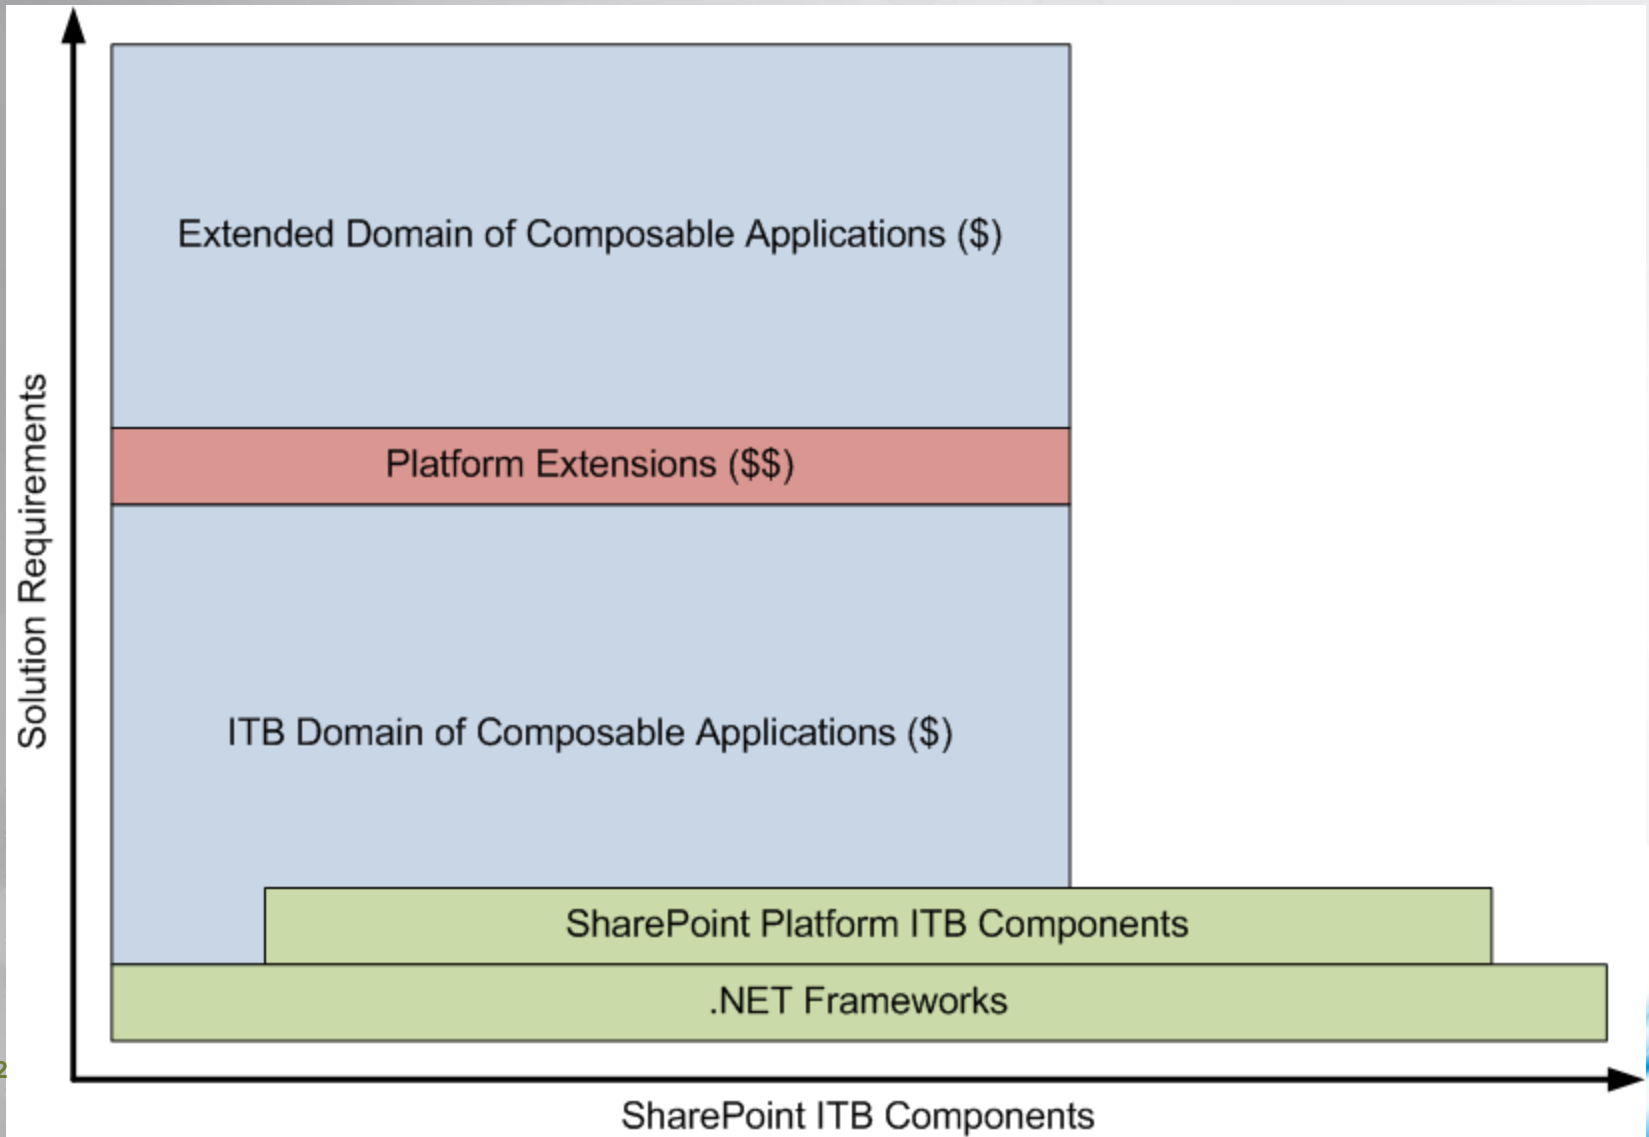 Extended Domain of Composable Applications ($)
Platform Extensions ($$)
Solution Requirements
ITB Domain of Composable Applications ($)
SharePoint Platform ITB Components
.NET Frameworks
2
SharePoint ITB Components